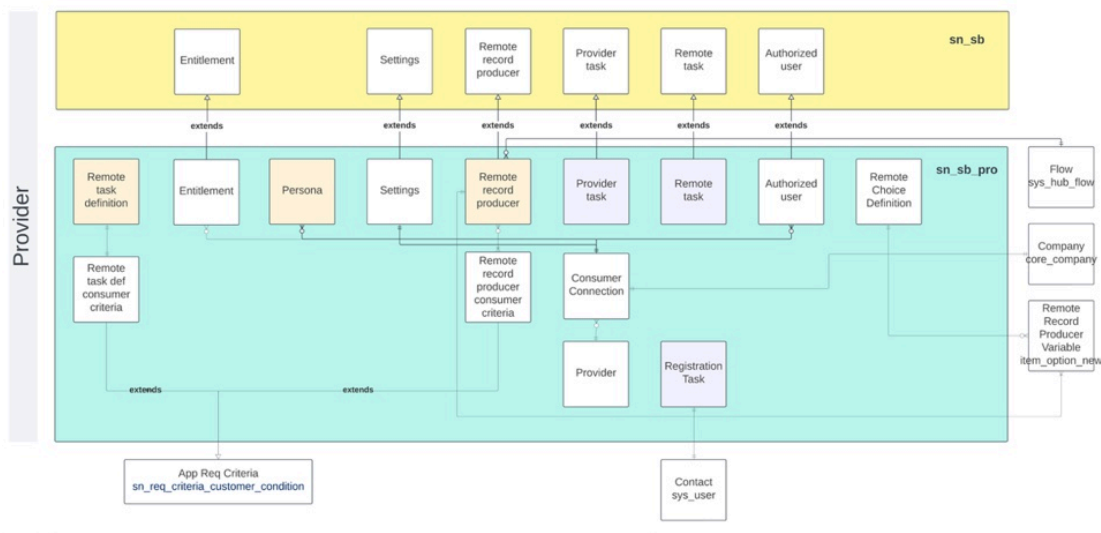 Provider
sn_sb
Entitlement
Settings
Remote
record
producer
Provider
task
Remote
task
Authorized
user
extends
extends
extends
extends
extends
extends
sn_sb_pro
Remote
task
definition
Entitlement
Persona
Settings
Remote
record
producer
Provider
task
Remote
task
Authorized
user
Remote
Choice
Definition
Flow
sys_hub_flow
Company
core_company
Remote
task def
consumer
criteria
Remote
record
producer
consumer
criteria
Consumer
Connection
Remote
Record
Producer
Variable
item_option_new
Provider
Registration
Task
extends
extends
App Req Criteria
sn_req_criteria_customer_condition
Contact
sys_user